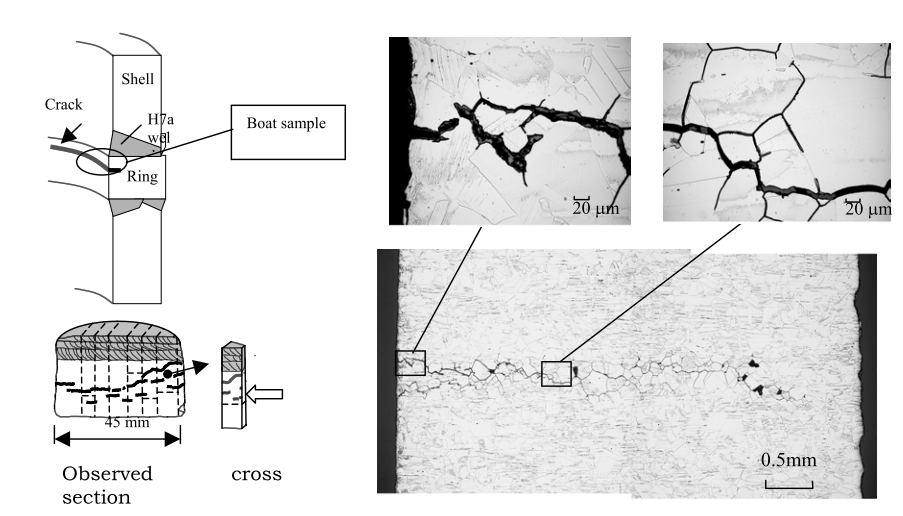 Shell
Crack
H7a
wel
Boat sample
Ring
20 µm
20 µm
45 mm
0.5mm
Observed
section
cross